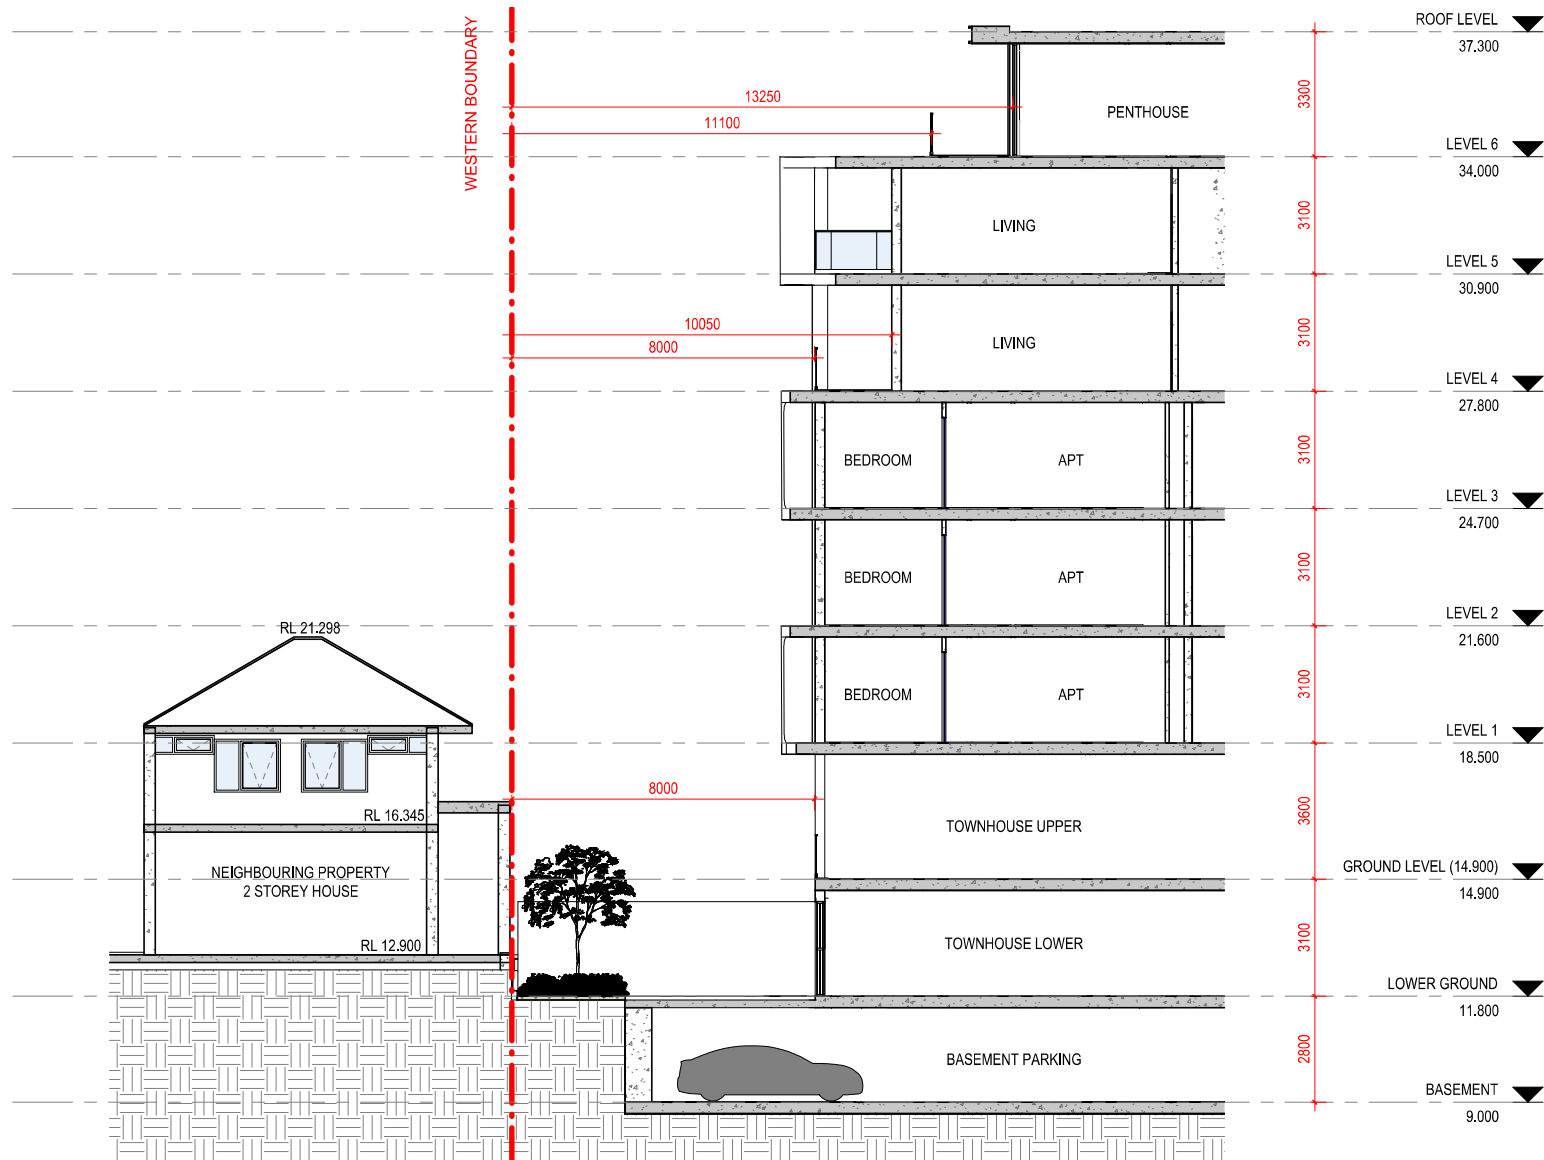 ROOF LEVEL
37.300
WESTERN BOUNDARY
13250
3300
PENTHOUSE
11100
LEVEL 6
34.000
3100
LIVING
LEVEL 5
30.900
10050
3100
LIVING
8000
LEVEL 4
27.800
3100
BEDROOM
APT
LEVEL 3
24.700
3100
BEDROOM
APT
LEVEL 2
21.600
RL 21.298
3100
BEDROOM
APT
LEVEL 1
18.500
8000
3600
RL 16.345
TOWNHOUSE UPPER
GROUND LEVEL (14.900)
14.900
NEIGHBOURING PROPERTY
2 STOREY HOUSE
3100
RL 12.900
TOWNHOUSE LOWER
LOWER GROUND
11.800
2800
BASEMENT PARKING
BASEMENT
9.000